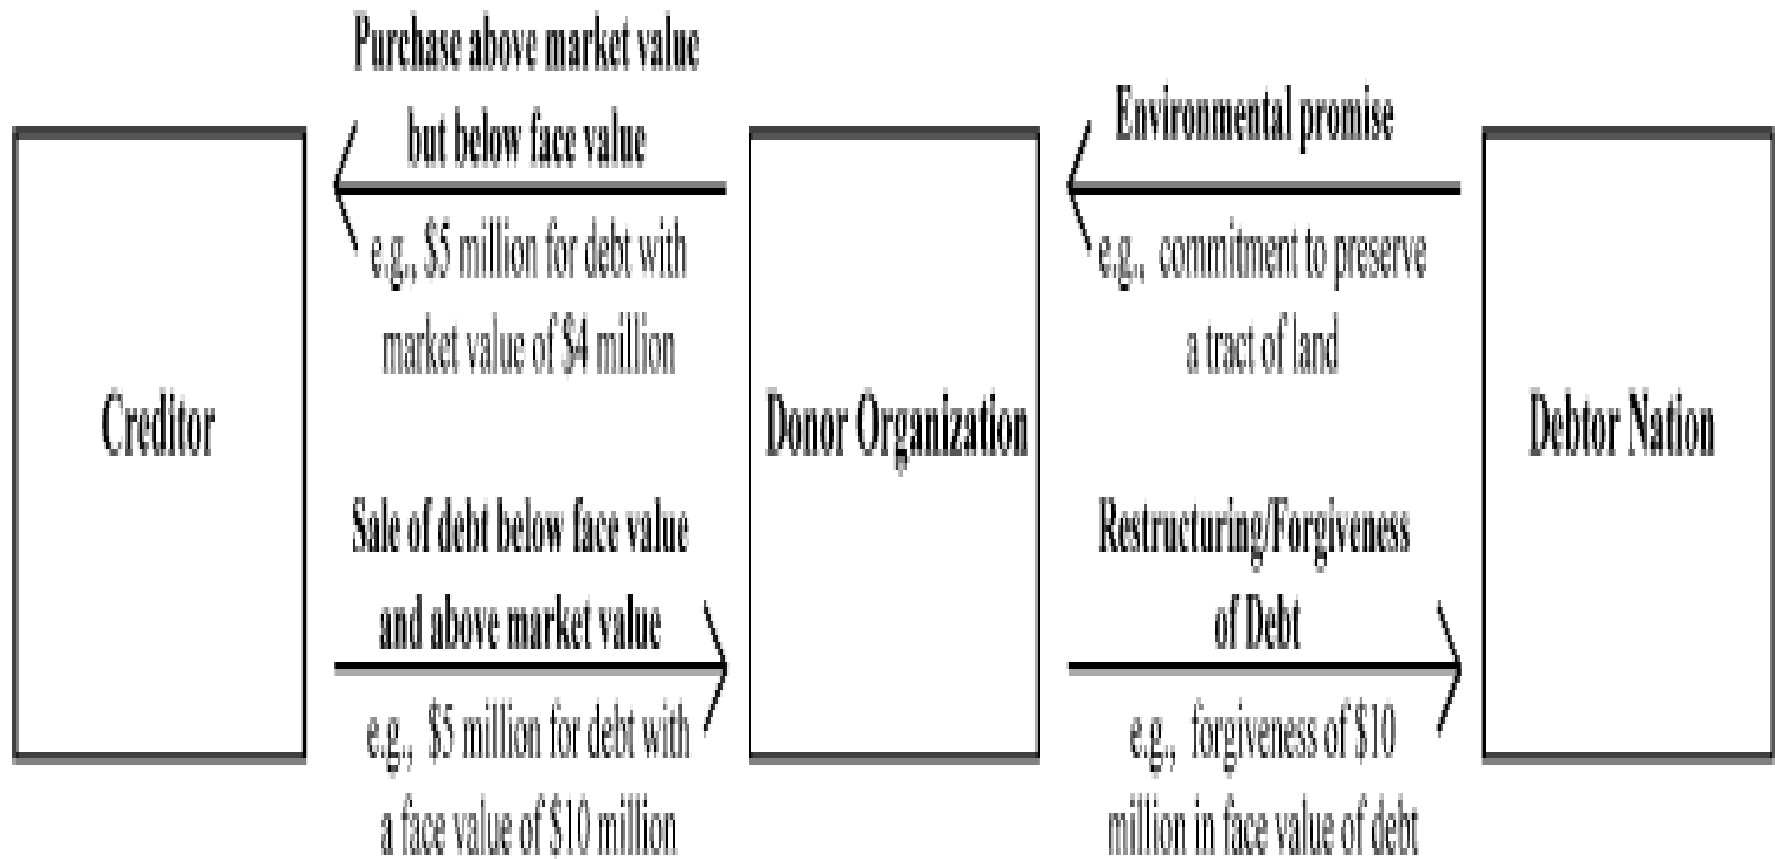 Purchase above market value
but below face value
e.g., $5 million for debt with
market value of $4 million
Environmental promise
e.g., commitment to preserve
a tract of land
Creditor
Donor Organization
Debtor Nation
Sale of debt below face value
and above market value
e.g., $5 million for debt with
a face value of $10 million
Restructuring/Forgiveness
of Debt
e.g., forgiveness of $10
million in face value of debt